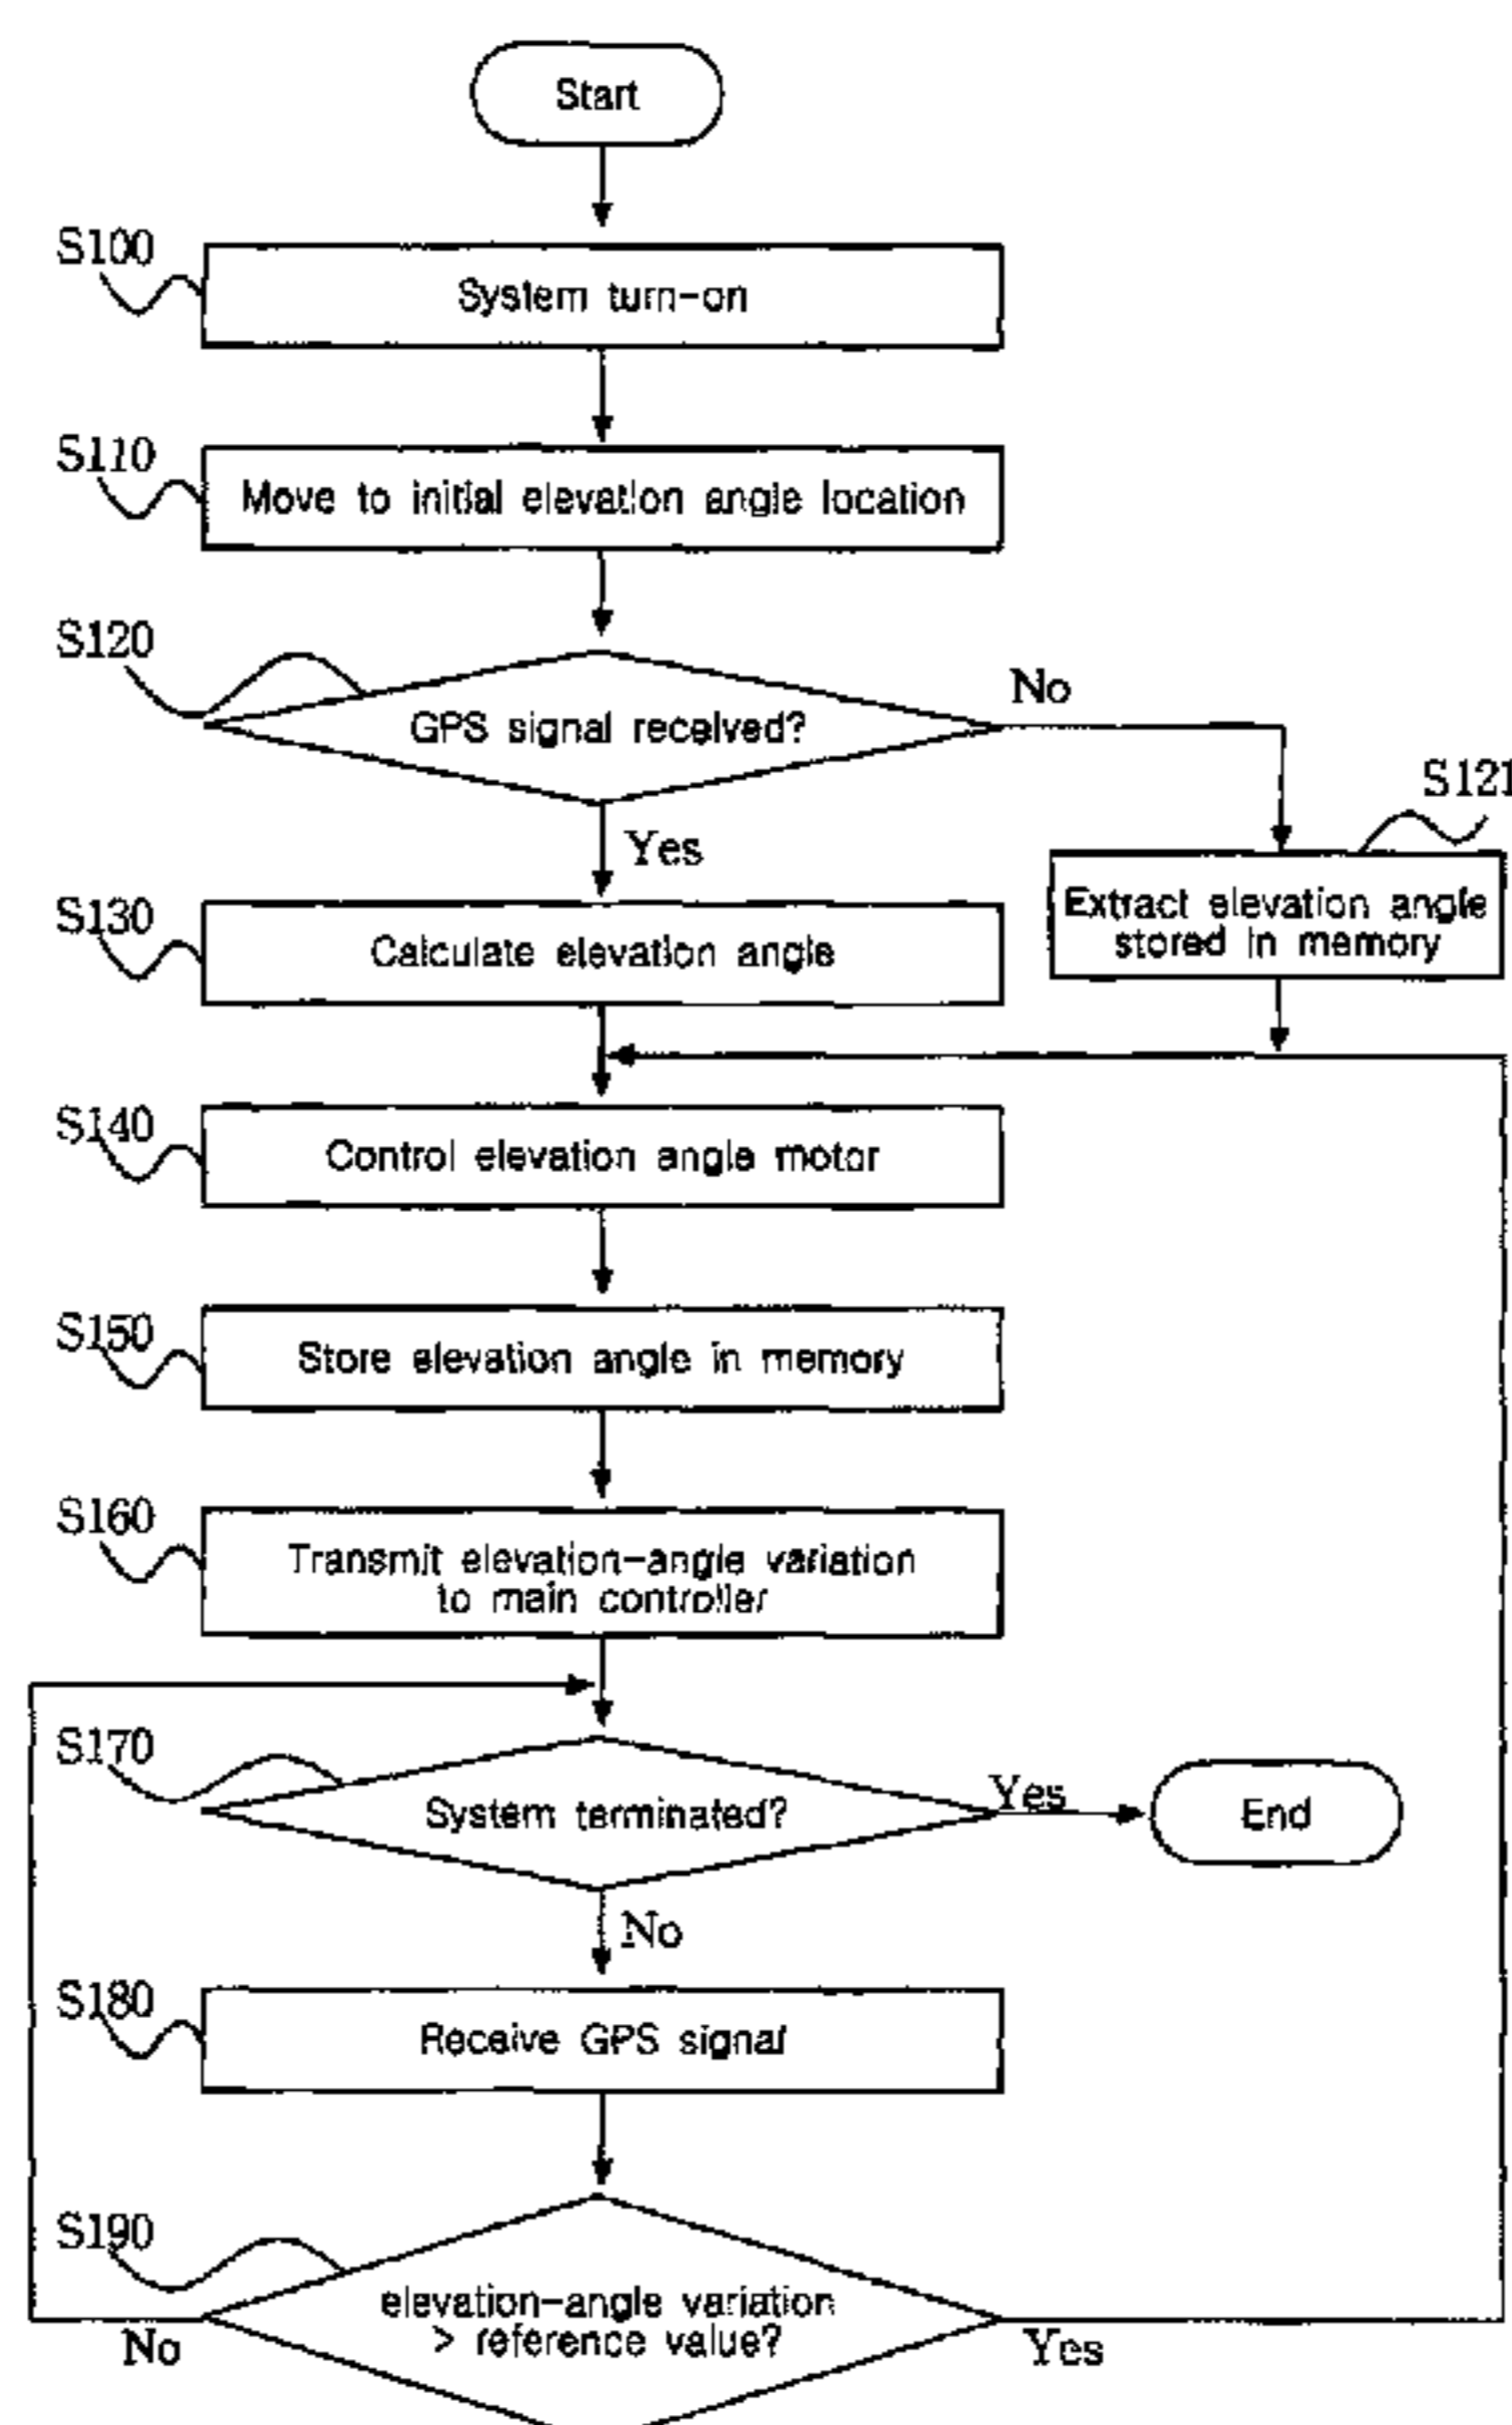 Start
S100
System turn-on
S110
Move to initial elevation angle location
S120
GPS signal received?
No
S121
Yes
Extract elevation angle
stored in memory
S130
Calculate elevation angle
S140
Control elevation angle motor
S150
Store elevation angle in memory
S160
Transmit elevation-angle variation
to main controller
S170
System terminated?
Yes
End
No
S180
Receive GPS signal
S190
elevation-angle variation
> reference value?
No
Yes